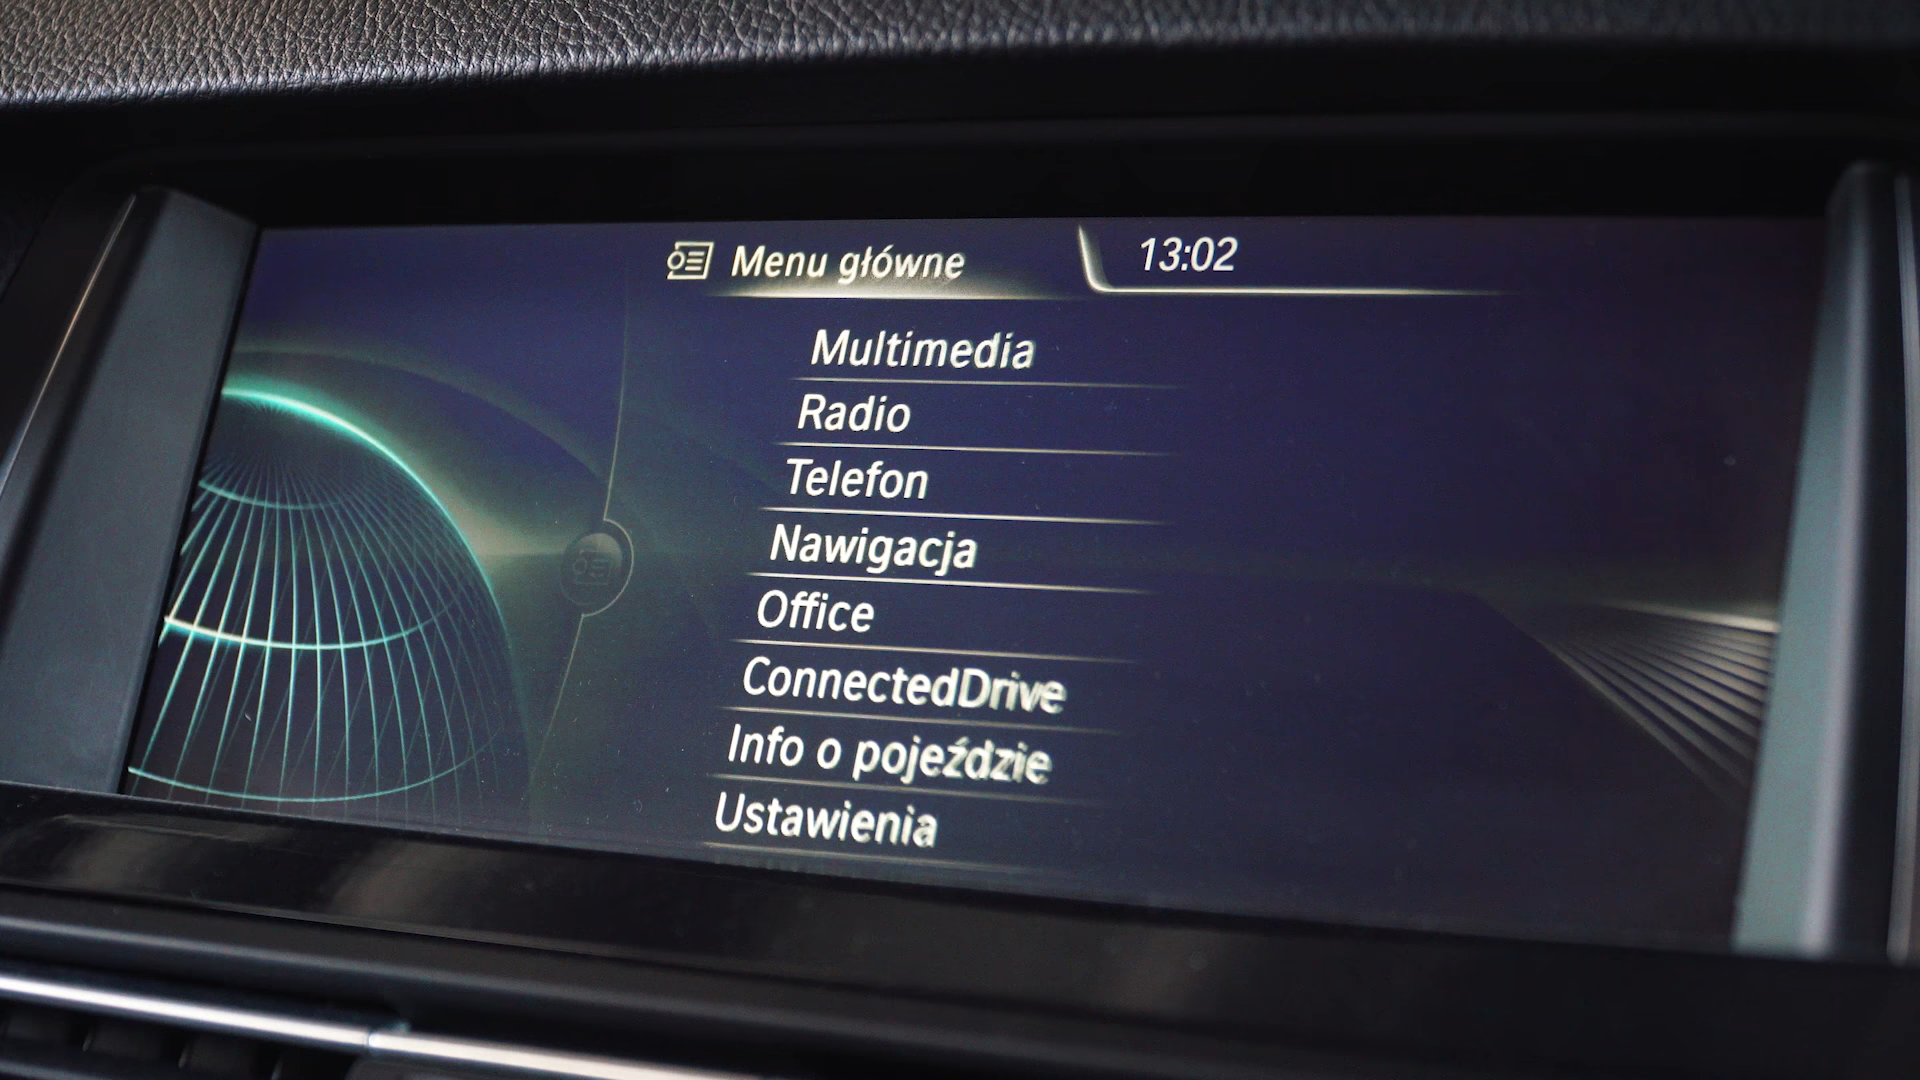 Menu główne
13:02
Multimedia
Radio
Telefon
Nawigacja
Office
ConnectedDrive
Info o pojeździe
Ustawienia